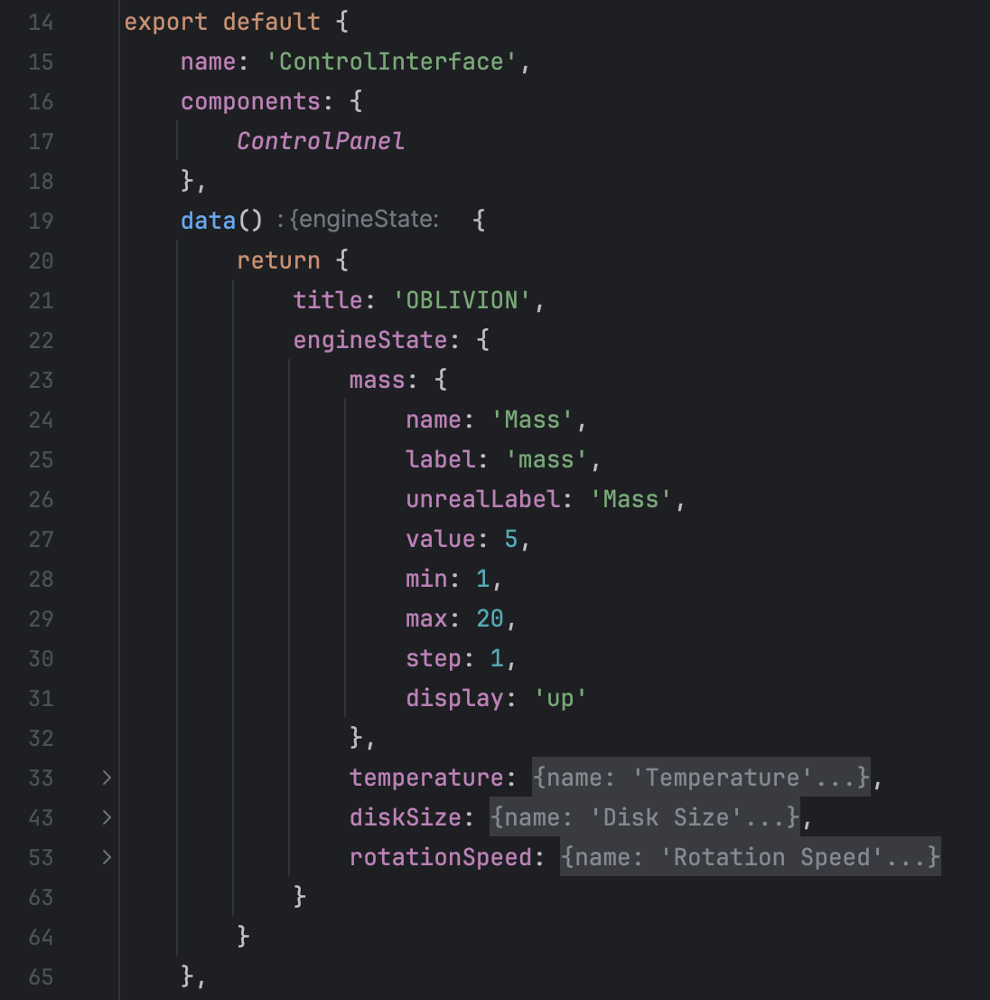 14 export default {
15 name: 'ControlInterface',
16 components: {
17 ControlPanel
18 },
19 data() : {engineState: {
20 return {
21 title: 'OBLIVION',
22 engineState: {
23 mass: {
24 name: 'Mass',
25 label: 'mass',
26 unrealLabel: 'Mass',
27 value: 5,
28 min: 1,
29 max: 20,
30 step: 1,
31 display: 'up'
32 },
33 temperature: {name: 'Temperature'...},
43 diskSize: {name: 'Disk Size'...},
53 rotationSpeed: {name: 'Rotation Speed'...}
63 }
64 }
65 },